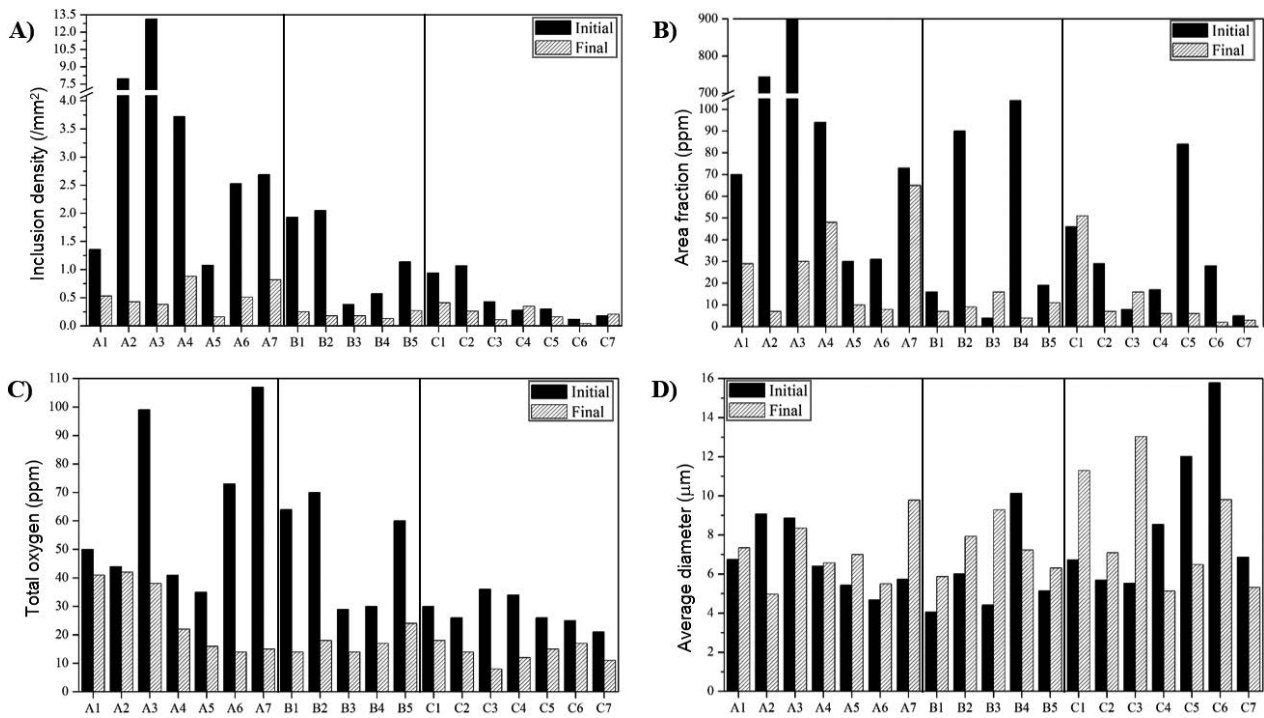 A)
Inclusion density (/mm²)
13.5
12.0
10.5
9.0
7.5
4.0
3.5
3.0
2.5
2.0
1.5
1.0
0.5
0.0
Initial
Final
A1 A2 A3 A4 A5 A6 A7 B1 B2 B3 B4 B5 C1 C2 C3 C4 C5 C6 C7
B)
Area fraction (ppm)
900
800
700
100
90
80
70
60
50
40
30
20
10
0
Initial
Final
A1 A2 A3 A4 A5 A6 A7 B1 B2 B3 B4 B5 C1 C2 C3 C4 C5 C6 C7
C)
Total oxygen (ppm)
110
100
90
80
70
60
50
40
30
20
10
0
Initial
Final
A1 A2 A3 A4 A5 A6 A7 B1 B2 B3 B4 B5 C1 C2 C3 C4 C5 C6 C7
D)
Average diameter (µm)
16
14
12
10
8
6
4
2
0
Initial
Final
A1 A2 A3 A4 A5 A6 A7 B1 B2 B3 B4 B5 C1 C2 C3 C4 C5 C6 C7